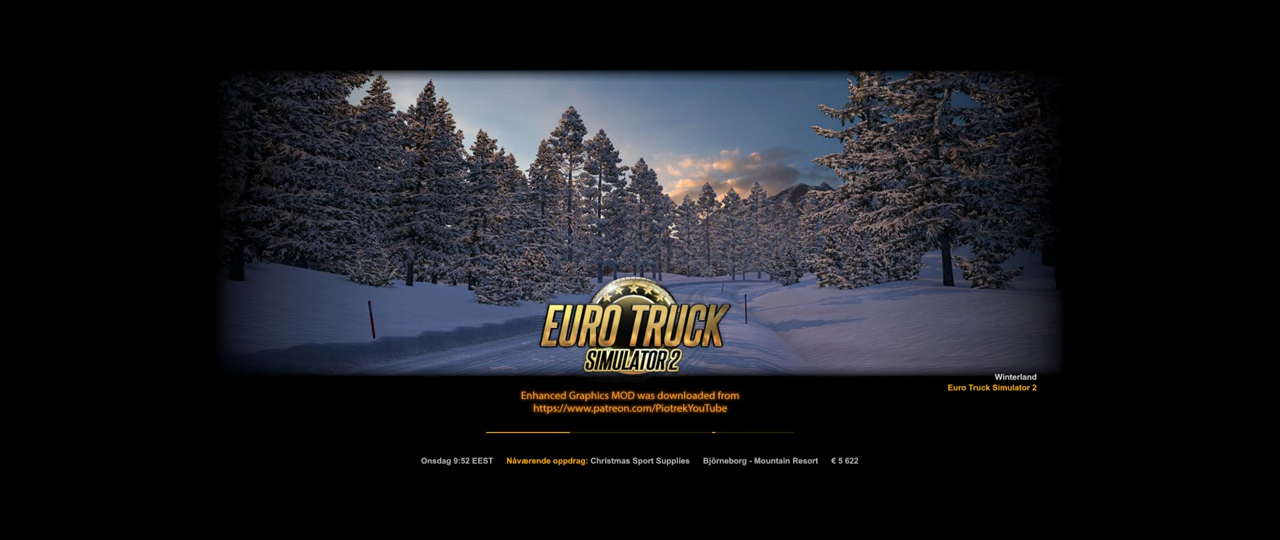 EURO TRUCK
SIMULATOR 2
Winterland
Euro Truck Simulator 2
Enhanced Graphics MOD was downloaded from
https://www.patreon.com/PiotrekYouTube
Onsdag 9:52 EEST Nåværende oppdrag: Christmas Sport Supplies Björneborg - Mountain Resort € 5 622